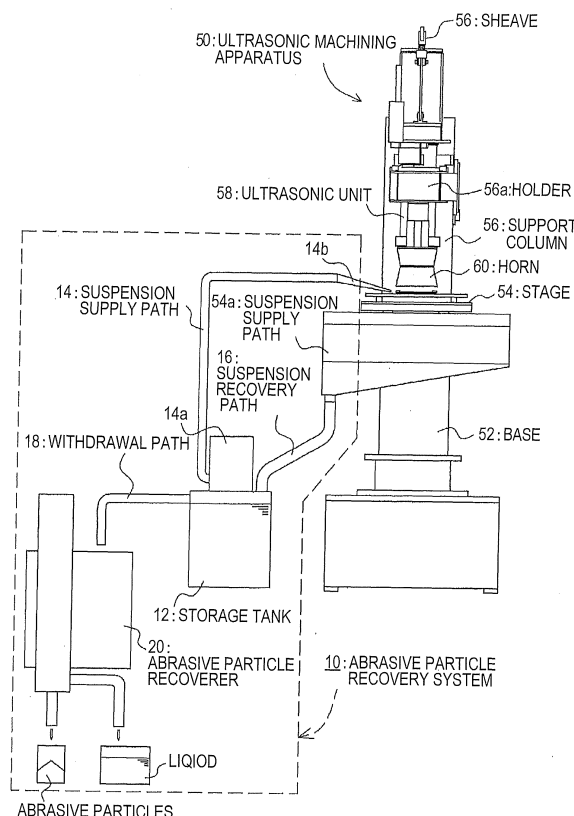 56:SHEAVE
50:ULTRASONIC MACHINING
APPARATUS
58:ULTRASONIC UNIT
56a:HOLDER
56:SUPPORT
COLUMN
14b
60:HORN
14:SUSPENSION
SUPPLY PATH
54a:SUSPENSION
SUPPLY PATH
54:STAGE
16:
SUSPENSION
RECOVERY
PATH
14a
18:WITHDRAWAL PATH
52:BASE
12:STORAGE TANK
20:
ABRASIVE PARTICLE
RECOVERER
10:ABRASIVE PARTICLE
RECOVERY SYSTEM
LIQIOD
ABRASIVE PARTICLES